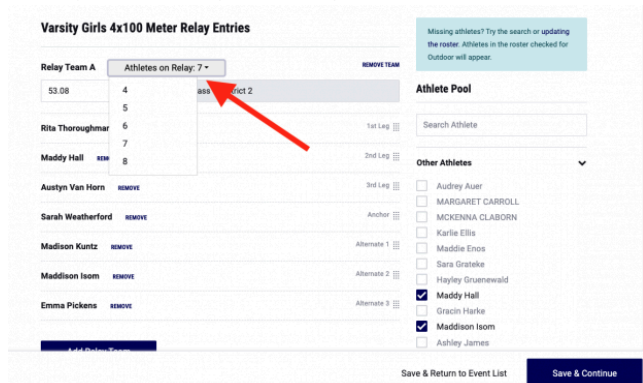 Varsity Girls 4x100 Meter Relay Entries
Relay Team A
Athletes on Relay: 7
REMOVE TEAM
53.08
4
5
6
7
8
Rita Thoroughmar
1st Leg
Maddy Hall
2nd Leg
Austyn Van Horn REMOVE
3rd Leg
Sarah Weatherford REMOVE
Anchor
Madison Kuntz REMOVE
Alternate 1
Maddison Isom REMOVE
Alternate 2
Emma Pickens REMOVE
Alternate 3
Add Relay Team
Missing athletes? Try the search or updating
the roster. Athletes in the roster checked for
Outdoor will appear.
Athlete Pool
Search Athlete
Other Athletes
Audrey Auer
MARGARET CARROLL
MCKENNA CLABORN
Karlie Ellis
Maddie Enos
Sara Grateke
Hayley Gruenewald
Maddy Hall
Gracin Harke
Maddison Isom
Ashley James
Save & Return to Event List
Save & Continue